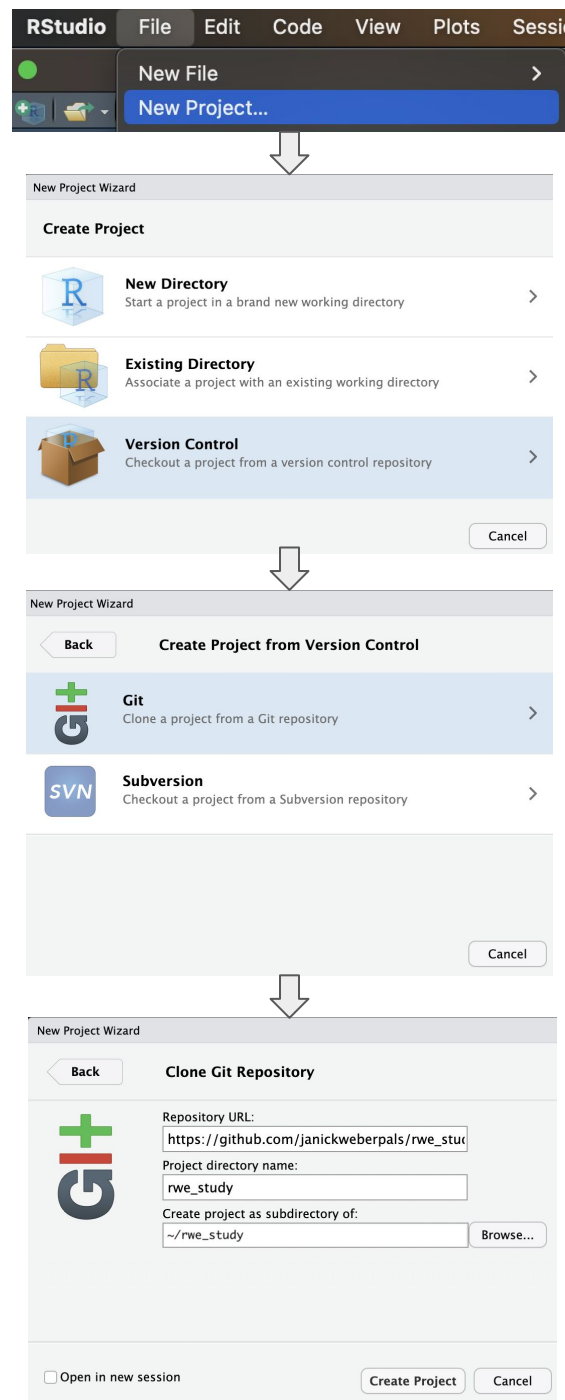 RStudio File Edit Code View Plots
New File
New Project...
New Project Wizard
Create Project
New Directory
Start a project in a brand new working directory
Existing Directory
Associate a project with an existing working directory
Version Control
Checkout a project from a version control repository
Cancel
New Project Wizard
Back
Create Project from Version Control
Git
Clone a project from a Git repository
SVN
Subversion
Checkout a project from a Subversion repository
Cancel
New Project Wizard
Back
Clone Git Repository
Repository URL:
https://github.com/janickweberpals/rwe_stu
Project directory name:
rwe_study
Create project as subdirectory of:
~/rwe_study
Browse...
Open in new session
Create Project
Cancel